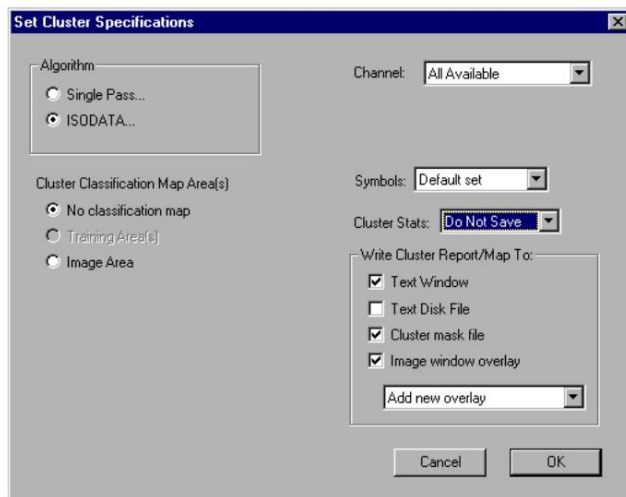 Set Cluster Specifications
Algorithm
Single Pass...
ISODATA...
Channel: All Available
Cluster Classification Map Area(s)
No classification map
Training Area(s)
Image Area
Symbols: Default set
Cluster Stats: Do Not Save
Write Cluster Report/Map To:
Text Window
Text Disk File
Cluster mask file
Image window overlay
Add new overlay
Cancel OK